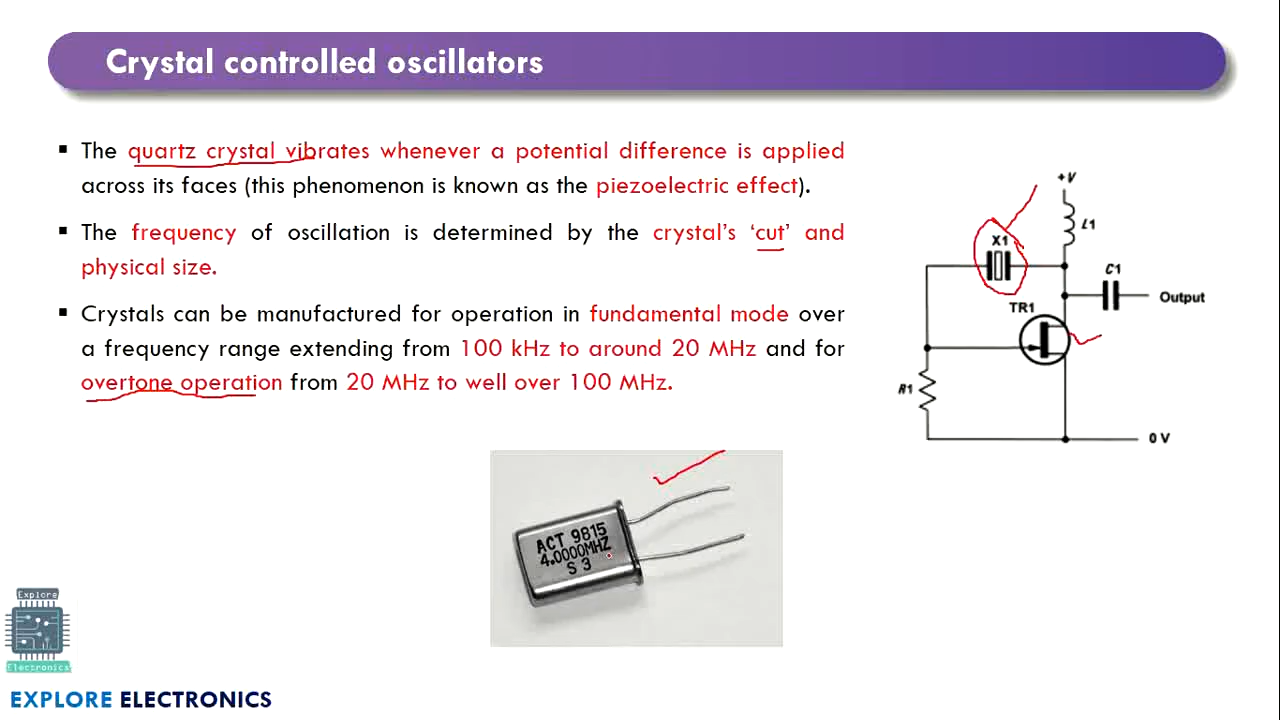 Crystal controlled oscillators
▪ The quartz crystal vibrates whenever a potential difference is applied
across its faces (this phenomenon is known as the piezoelectric effect).
▪ The frequency of oscillation is determined by the crystal's 'cut' and
physical size.
▪ Crystals can be manufactured for operation in fundamental mode over
a frequency range extending from 100 kHz to around 20 MHz and for
overtone operation from 20 MHz to well over 100 MHz.
+V
L1
X1
C1
Output
TR1
R1
0 V
ACT 9815
4.0000MHZ
S 3
Explore
Electronics
EXPLORE ELECTRONICS